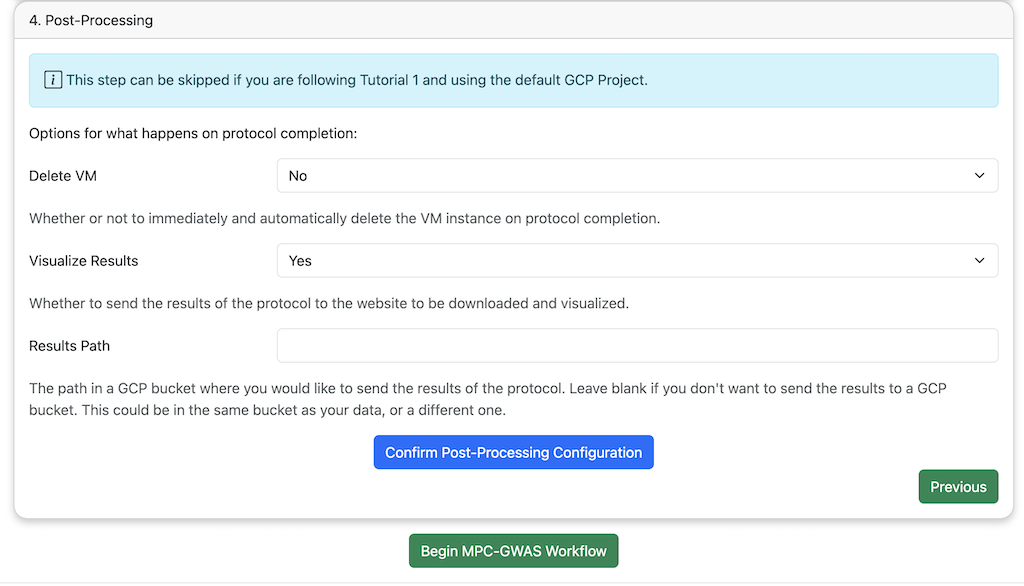 4. Post-Processing
i This step can be skipped if you are following Tutorial 1 and using the default GCP Project.
Options for what happens on protocol completion:
Delete VM No
Whether or not to immediately and automatically delete the VM instance on protocol completion.
Visualize Results Yes
Whether to send the results of the protocol to the website to be downloaded and visualized.
Results Path
The path in a GCP bucket where you would like to send the results of the protocol. Leave blank if you don't want to send the results to a GCP
bucket. This could be in the same bucket as your data, or a different one.
Confirm Post-Processing Configuration
Previous
Begin MPC-GWAS Workflow